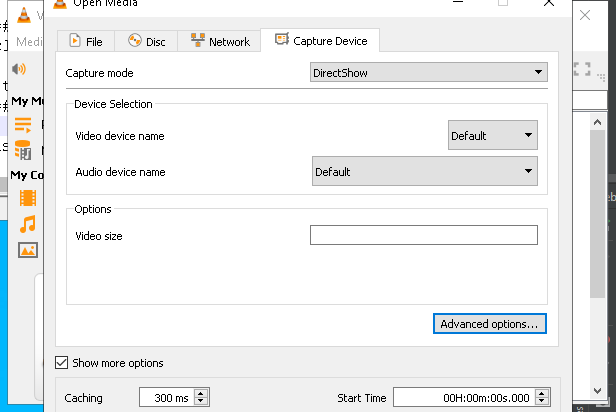 Open Media
Medi
File
Disc
Network
Capture Device
Capture mode
DirectShow
My Mu
Device Selection
Video device name
Default
Audio device name
Default
My Co
Options
Video size
Advanced options...
Show more options
Caching
300 ms
Start Time
00H:00m:00s.000